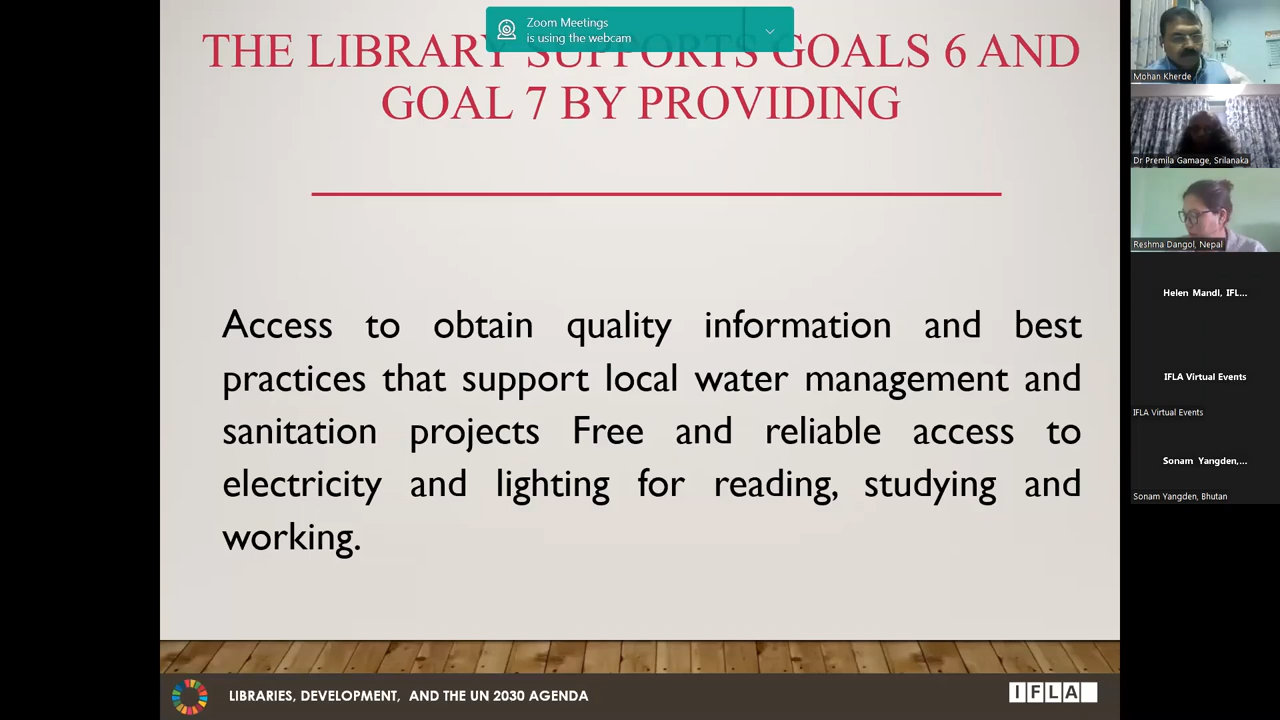 Zoom Meetings
is using the webcam
THE LIBRARY SUPPORTS GOALS 6 AND
GOAL 7 BY PROVIDING
Access to obtain quality information and best
practices that support local water management and
sanitation projects Free and reliable access to
electricity and lighting for reading, studying and
working.
LIBRARIES, DEVELOPMENT, AND THE UN 2030 AGENDA
IFLA
Mohan Kherde
Dr Premila Gamage, Srilanaka
Reshma Dangol, Nepal
Helen Mandl, IFL...
IFLA Virtual Events
IFLA Virtual Events
Sonam Yangden,...
Sonam Yangden, Bhutan